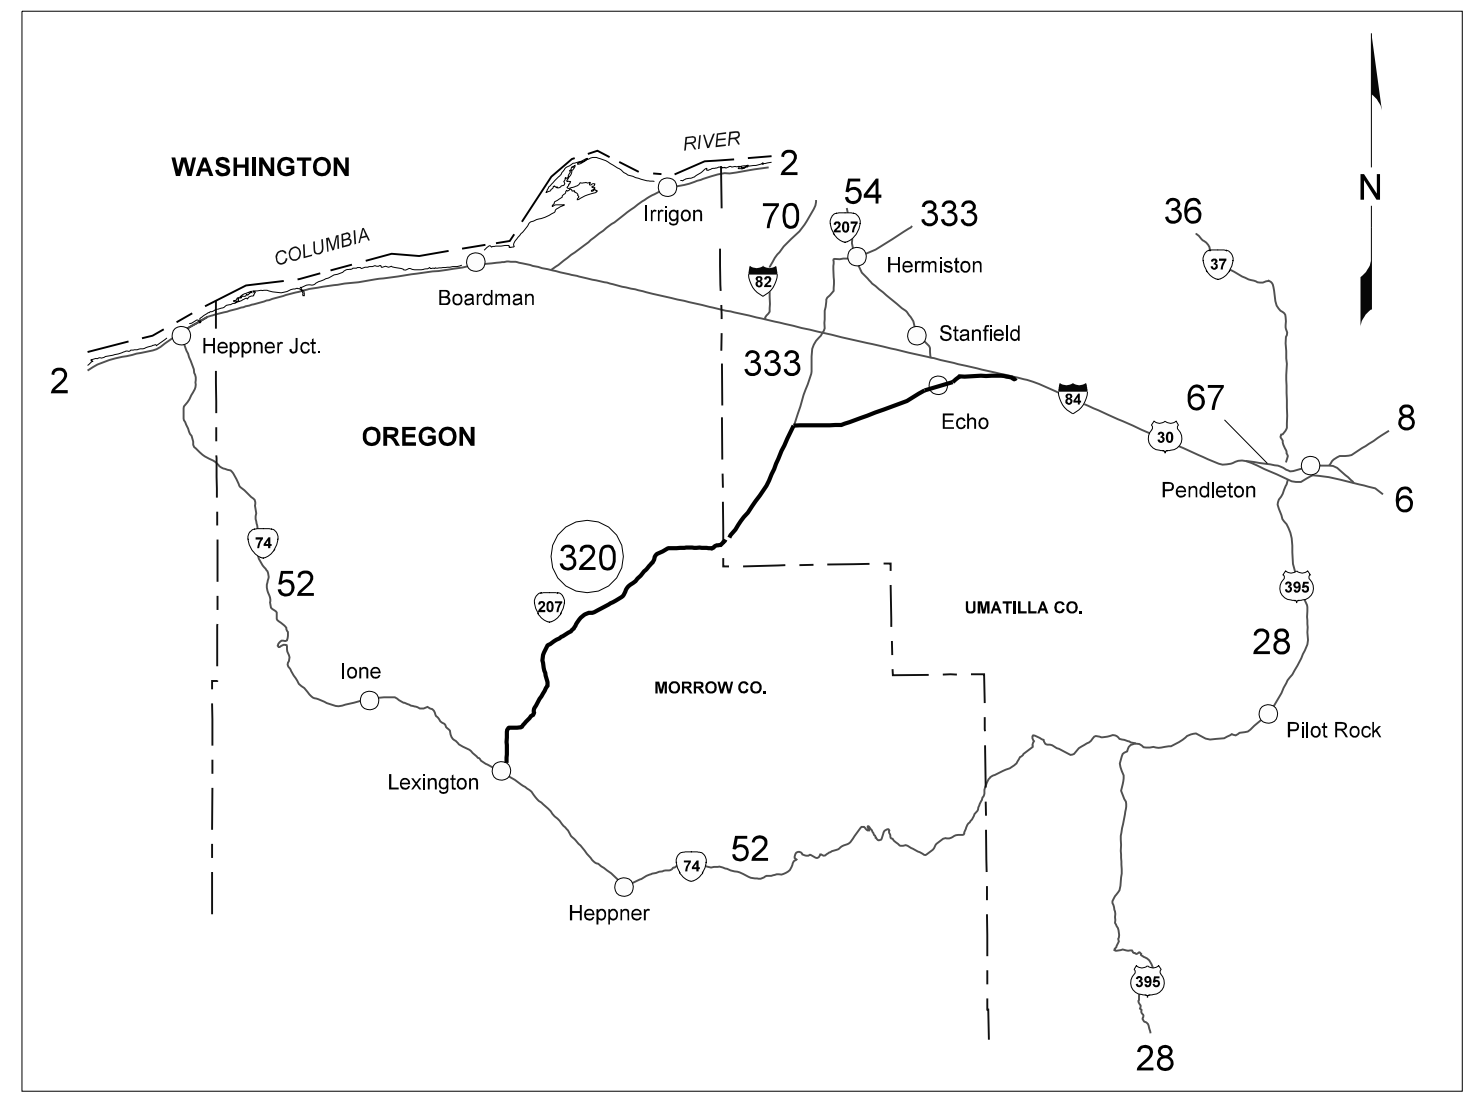 RIVER
2
WASHINGTON
54
36
N
70
333
Irrigon
207
COLUMBIA
Hermiston
37
82
Boardman
Stanfield
Heppner Jct.
333
2
84
67
8
Echo
OREGON
30
Pendleton
6
74
320
52
395
207
UMATILLA CO.
28
Ione
MORROW CO.
Pilot Rock
Lexington
52
74
Heppner
395
28